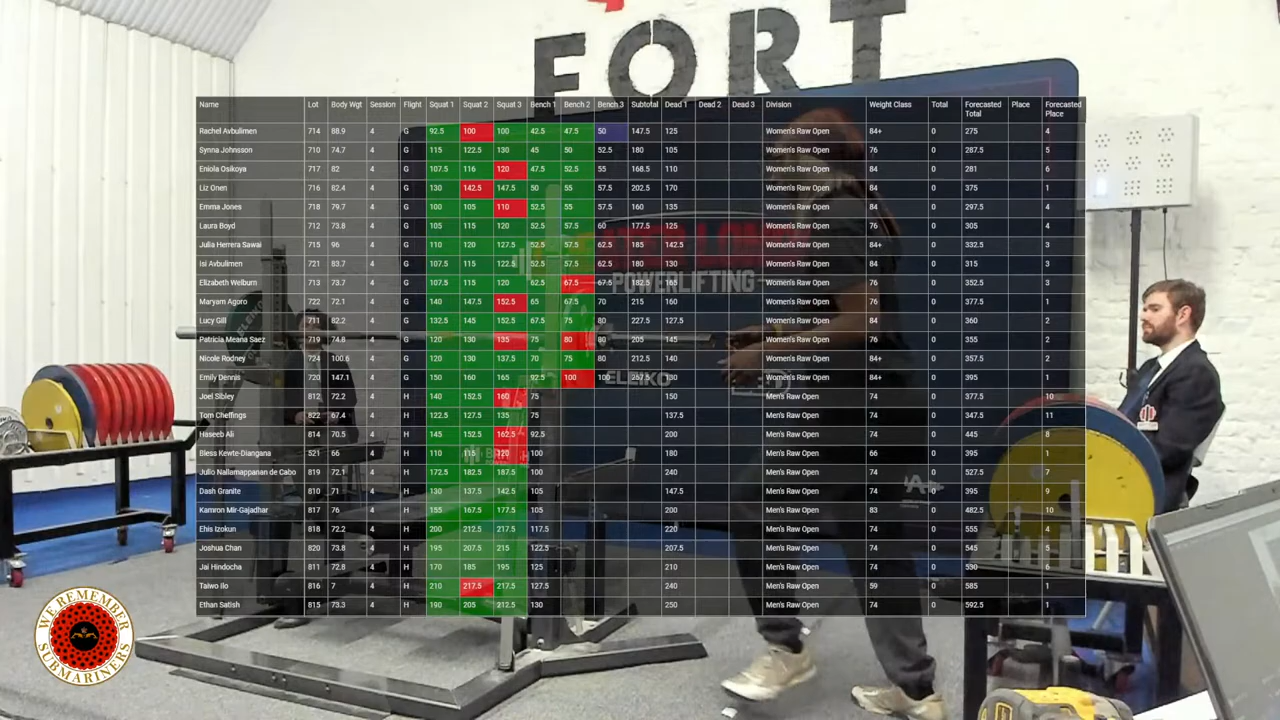 FORT
Name Lot Body Wgt Session Flight Squat 1 Squat 2 Squat 3 Bench 1 Bench 2 Bench 3 Subtotal Dead 1 Dead 2 Dead 3 Division Weight Class Total Forecasted Total Place Forecasted Place
Rachel Avbulimen 714 88.9 4 G 92.5 100 100 42.5 47.5 50 147.5 125 Women's Raw Open 84+ 0 275 4
Synna Johnsson 710 74.7 4 G 115 122.5 130 45 50 52.5 180 105 Women's Raw Open 76 0 287.5 5
Eniola Osikoya 717 82 4 G 107.5 116 120 47.5 52.5 55 168.5 110 Women's Raw Open 84 0 281 6
Liz Onen 716 82.4 4 G 130 142.5 147.5 50 55 57.5 202.5 170 Women's Raw Open 84 0 375 1
Emma Jones 718 79.7 4 G 100 105 110 52.5 55 57.5 160 135 Women's Raw Open 84 0 297.5 4
Laura Boyd 712 73.8 4 G 105 115 120 52.5 57.5 60 177.5 125 Women's Raw Open 76 0 305 4
Julia Herrera Sawai 715 96 4 G 110 120 127.5 52.5 57.5 62.5 185 142.5 Women's Raw Open 84+ 0 332.5 3
Isi Avbulimen 721 83.7 4 G 107.5 115 122.5 52.5 57.5 62.5 180 130 Women's Raw Open 84 0 315 3
Elizabeth Welburn 713 73.7 4 G 107.5 115 120 62.5 67.5 67.5 182.5 165 Women's Raw Open 76 0 352.5 3
Maryam Agoro 722 72.1 4 G 140 147.5 152.5 65 67.5 70 215 160 Women's Raw Open 76 0 377.5 1
Lucy Gill 711 82.2 4 G 132.5 145 152.5 67.5 75 80 227.5 127.5 Women's Raw Open 84 0 360 2
Patricia Meana Saez 719 74.8 4 G 120 130 135 75 80 80 205 145 Women's Raw Open 76 0 355 2
Nicole Rodney 724 100.6 4 G 120 130 137.5 70 75 80 212.5 140 Women's Raw Open 84+ 0 357.5 2
Emily Dennis 720 147.1 4 G 150 160 165 92.5 100 100 257.5 130 Women's Raw Open 84+ 0 395 1
Joel Sibley 812 72.2 4 H 140 152.5 160 75 150 Men's Raw Open 74 0 377.5 10
Tom Cheffings 822 67.4 4 H 122.5 127.5 135 75 137.5 Men's Raw Open 74 0 347.5 11
Haseeb Ali 814 70.5 4 H 145 152.5 162.5 92.5 200 Men's Raw Open 74 0 445 8
Bless Kewte-Diangana 521 66 4 H 110 115 120 100 180 Men's Raw Open 66 0 395 1
Julio Nallamappanan de Cabo 819 72.1 4 H 172.5 182.5 187.5 100 240 Men's Raw Open 74 0 527.5 7
Dash Granite 810 71 4 H 130 137.5 142.5 105 147.5 Men's Raw Open 74 0 395 9
Kamron Mir-Gajadhar 817 76 4 H 155 167.5 177.5 105 200 Men's Raw Open 83 0 482.5 10
Ehis Izokun 818 72.2 4 H 200 212.5 217.5 117.5 220 Men's Raw Open 74 0 555 4
Joshua Chan 820 73.8 4 H 195 207.5 215 122.5 207.5 Men's Raw Open 74 0 545 5
Jai Hindocha 811 72.8 4 H 170 185 195 125 210 Men's Raw Open 74 0 530 6
Taiwo Ilo 816 7 4 H 210 217.5 217.5 127.5 240 Men's Raw Open 59 0 585 1
Ethan Satish 815 73.3 4 H 190 205 212.5 130 250 Men's Raw Open 74 0 592.5 1
POWERLIFTING
ELEIKO
WE REMEMBER
SUBMARINERS